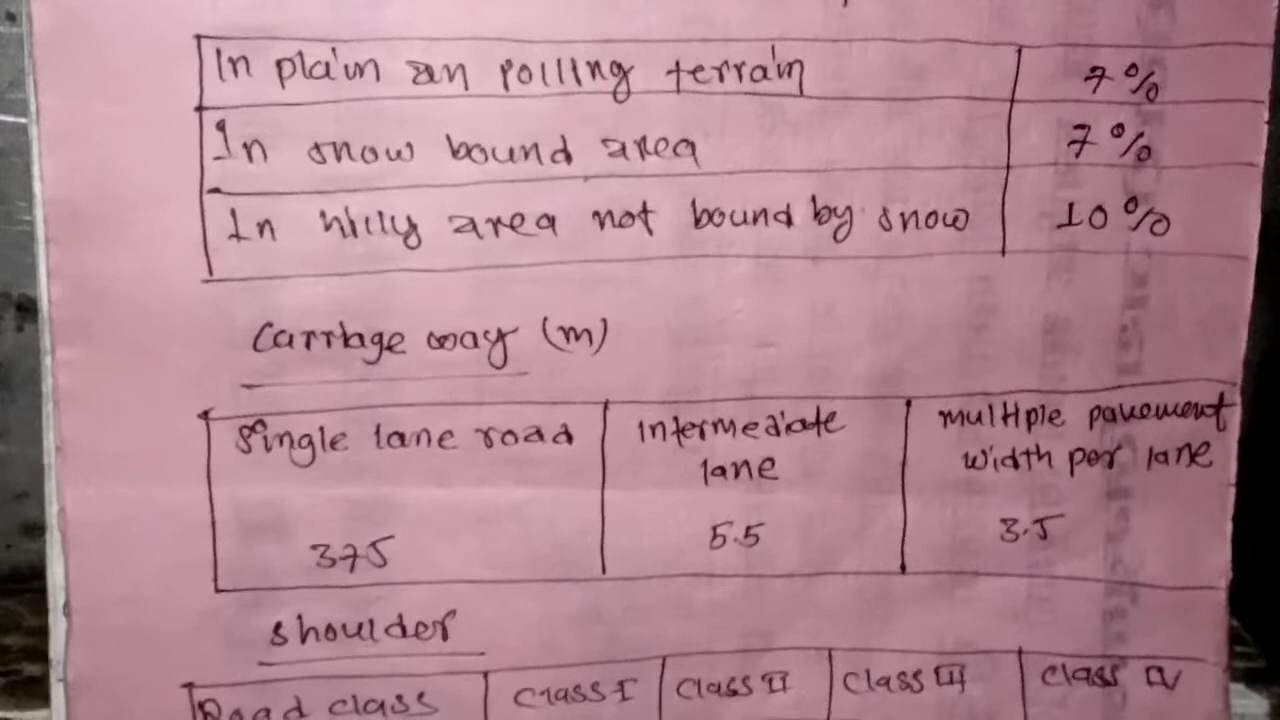 In plain an rolling terrain 7%
In snow bound area 7%
In hilly area not bound by snow 10%
Carriage way (m)
Single lane road Intermediate lane multiple pavement width per lane
375 5.5 3.5
Shoulder
Road class Class I Class II Class III Class IV